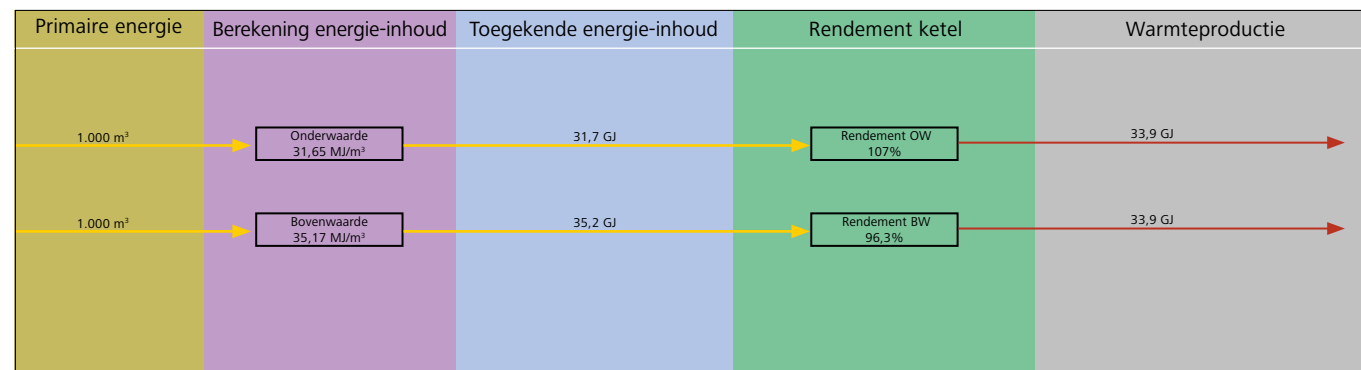 Primaire energie
Berekening energie-inhoud
Toegekende energie-inhoud
Rendement ketel
Warmteproductie
1.000 m³
Onderwaarde
31,65 MJ/m³
31,7 GJ
Rendement OW
107%
33,9 GJ
1.000 m³
Bovenwaarde
35,17 MJ/m³
35,2 GJ
Rendement BW
96,3%
33,9 GJ